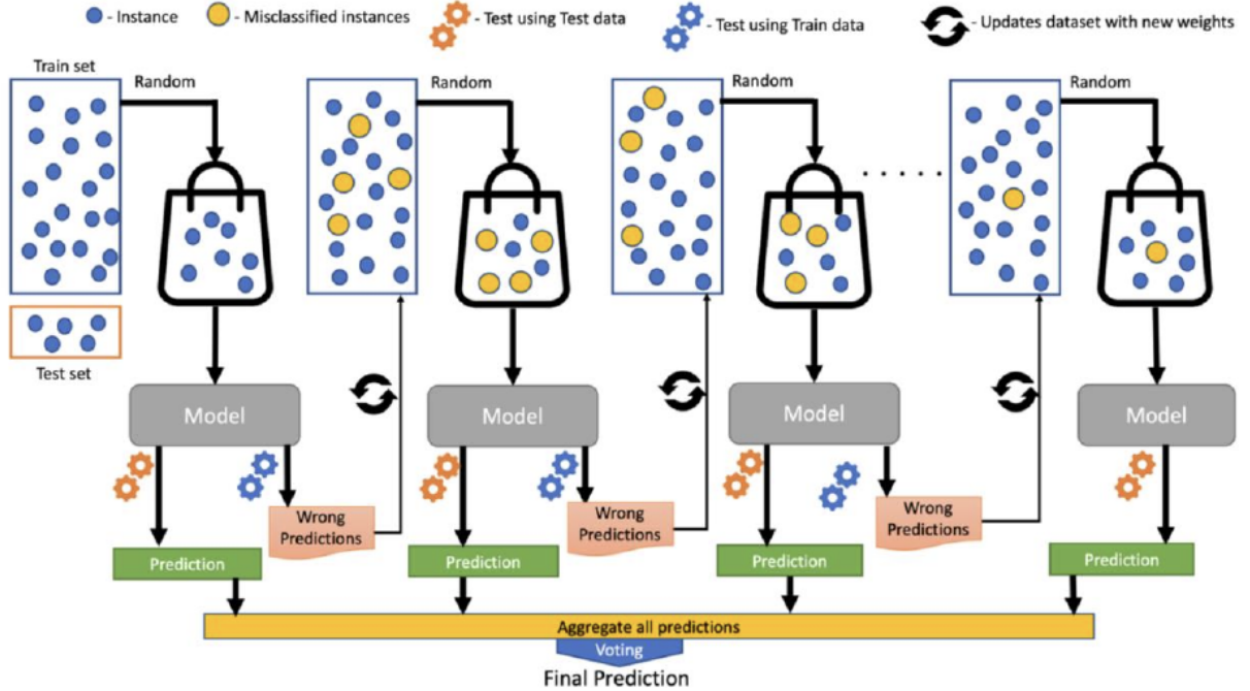 - Instance
- Misclassified instances
- Test using Test data
- Test using Train data
- Updates dataset with new weights
Train set
Random
Random
Random
Random
Test set
Model
Model
Model
Model
Wrong
Predictions
Wrong
Predictions
Wrong
Predictions
Prediction
Prediction
Prediction
Prediction
Aggregate all predictions
Voting
Final Prediction